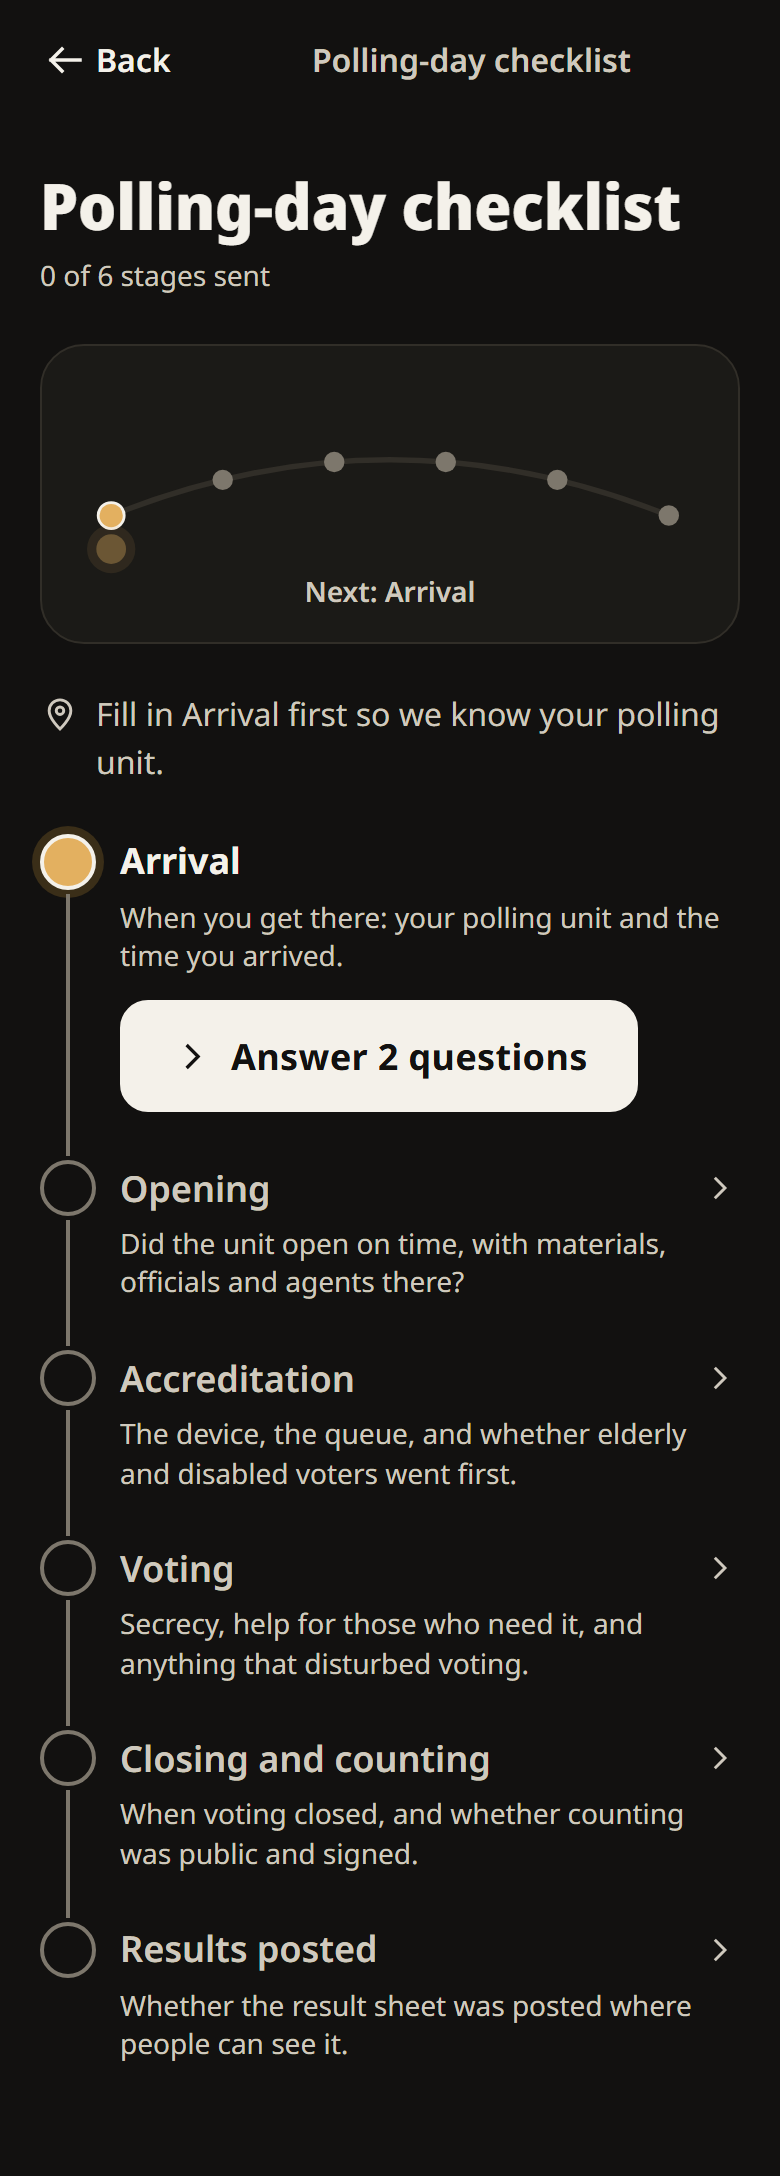 Back
Polling-day checklist
Polling-day checklist
0 of 6 stages sent
Next: Arrival
Fill in Arrival first so we know your polling
unit.
Arrival
When you get there: your polling unit and the
time you arrived.
Answer 2 questions
Opening
Did the unit open on time, with materials,
officials and agents there?
Accreditation
The device, the queue, and whether elderly
and disabled voters went first.
Voting
Secrecy, help for those who need it, and
anything that disturbed voting.
Closing and counting
When voting closed, and whether counting
was public and signed.
Results posted
Whether the result sheet was posted where
people can see it.